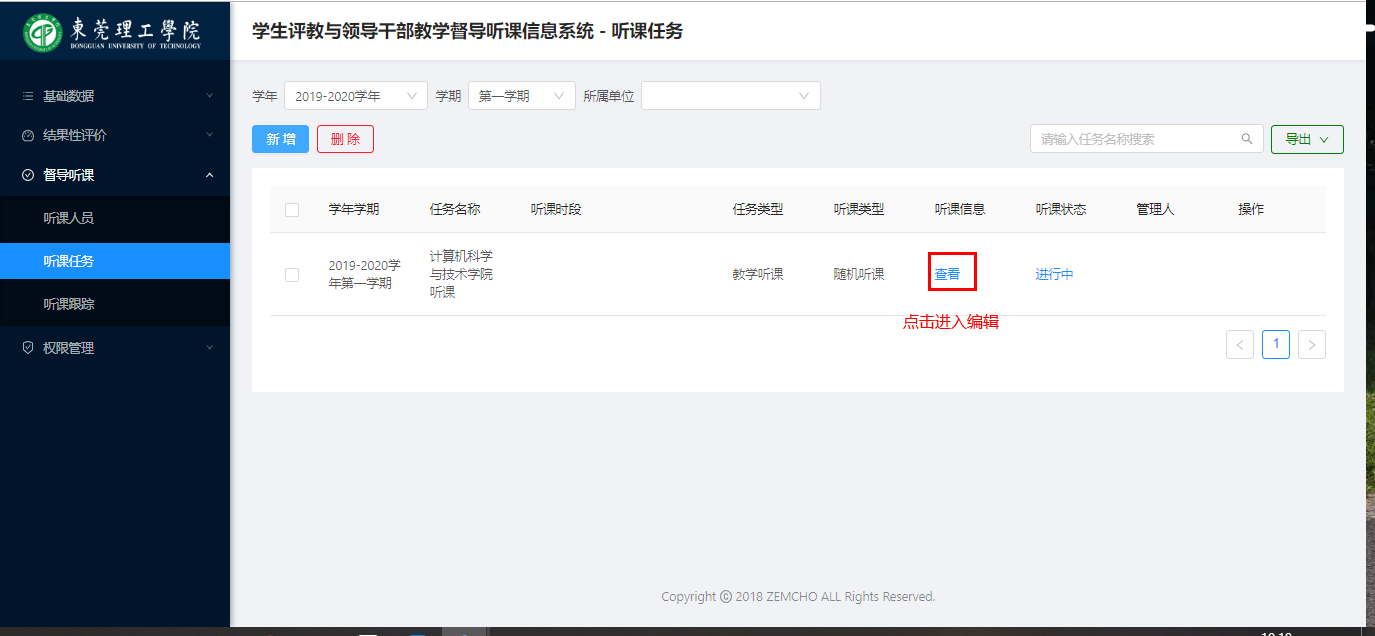 東莞理工學院
DONGGUAN UNIVERSITY OF TECHNOLOGY
学生评教与领导干部教学督导听课信息系统 - 听课任务
基础数据
结果性评价
督导听课
听课人员
听课任务
听课跟踪
权限管理
学年 2019-2020学年 学期 第一学期 所属单位
新增 删除 请输入任务名称搜索 导出
学年学期 任务名称 听课时段 任务类型 听课类型 听课信息 听课状态 管理人 操作
2019-2020学
年第一学期
计算机科学
与技术学院
听课
教学听课 随机听课 查看 进行中
点击进入编辑
< 1 >
Copyright © 2018 ZEMCHO ALL Rights Reserved.